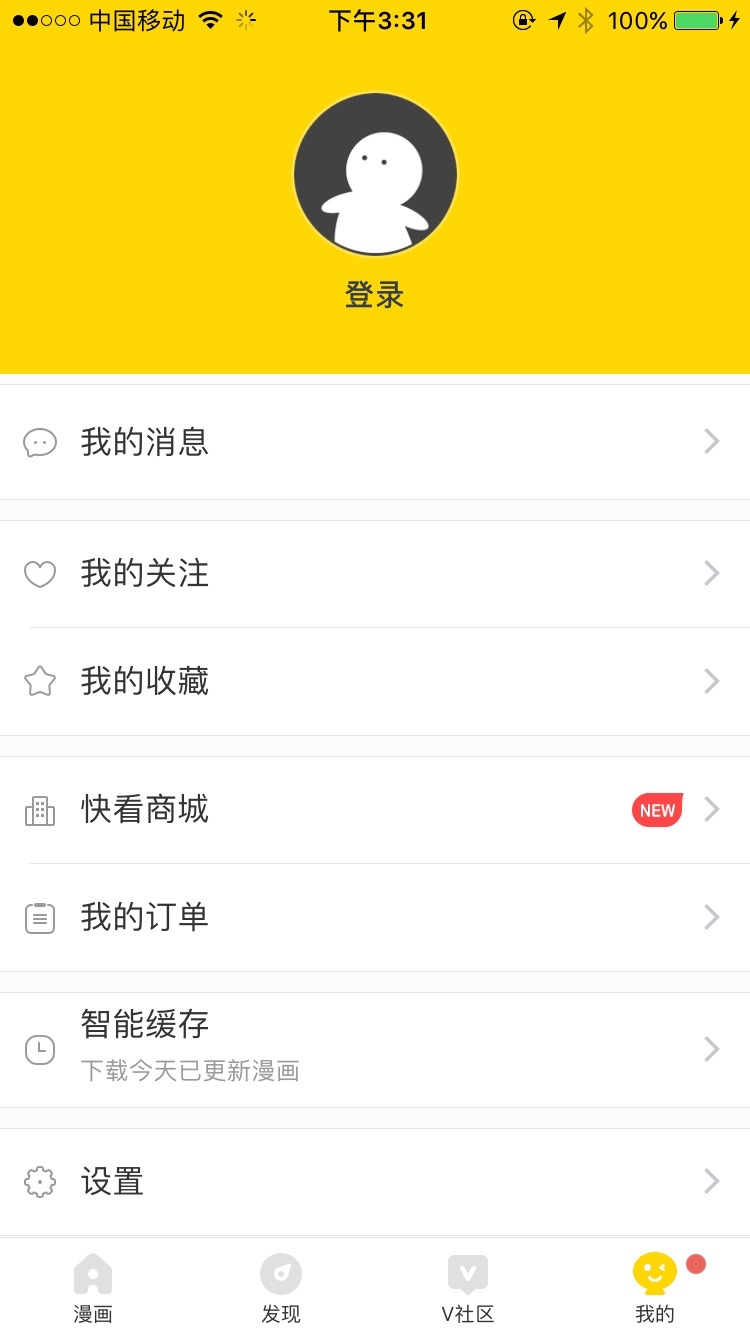 中国移动 下午3:31 100%
登录
我的消息
我的关注
我的收藏
快看商城 NEW
我的订单
智能缓存
下载今天已更新漫画
设置
漫画 发现 V社区 我的